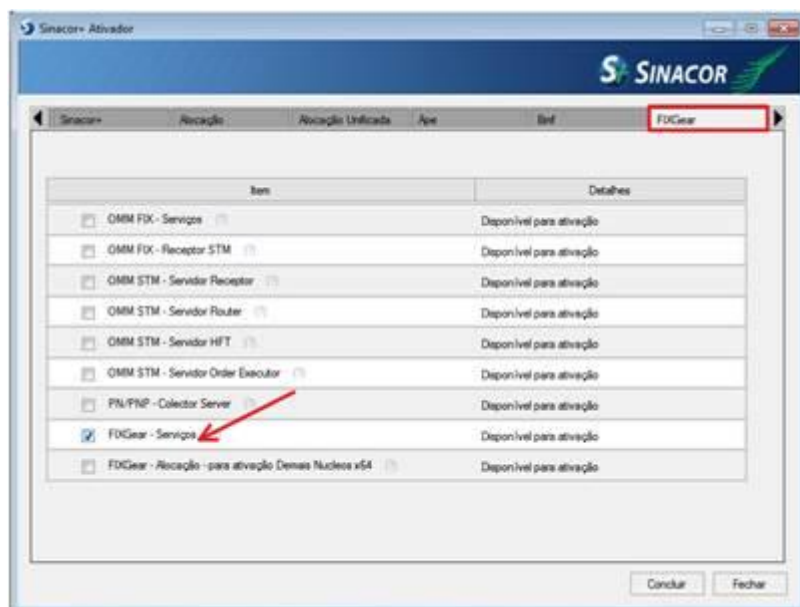 Sinacor+ Ativador
S+ SINACOR
Sinacor+ Alocação Alocação Unificada Ape Bmf FIXGear
Item Detalhes
OMM FIX - Serviços (?) Disponível para ativação
OMM FIX - Receptor STM (?) Disponível para ativação
OMM STM - Servidor Receptor (?) Disponível para ativação
OMM STM - Servidor Router (?) Disponível para ativação
OMM STM - Servidor HFT (?) Disponível para ativação
OMM STM - Servidor Order Executor (?) Disponível para ativação
PN/PNP - Colector Server (?) Disponível para ativação
FIXGear - Serviços Disponível para ativação
FIXGear - Alocação - para ativação Demais Nucleos x64 (?) Disponível para ativação
Concluir Fechar